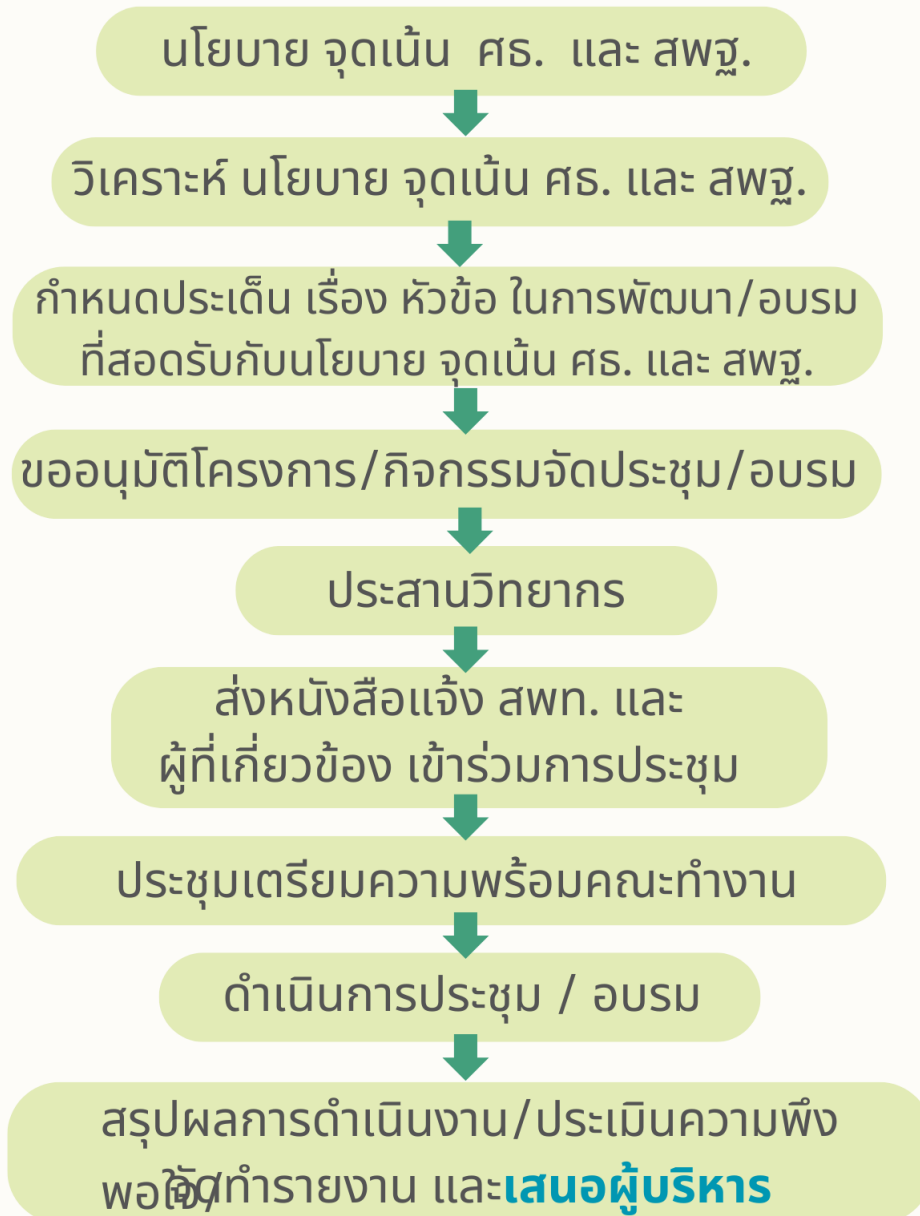 นโยบาย จุดเน้น ศธ. และ สพฐ.
วิเคราะห์ นโยบาย จุดเน้น ศธ. และ สพฐ.
กำหนดประเด็น เรื่อง หัวข้อ ในการพัฒนา/อบรม
ที่สอดรับกับนโยบาย จุดเน้น ศธ. และ สพฐ.
ขออนุมัติโครงการ/กิจกรรมจัดประชุม/อบรม
ประสานวิทยากร
ส่งหนังสือแจ้ง สพท. และ
ผู้ที่เกี่ยวข้อง เข้าร่วมการประชุม
ประชุมเตรียมความพร้อมคณะทำงาน
ดำเนินการประชุม / อบรม
สรุปผลการดำเนินงาน/ประเมินความพึง
พอใจ/
จัดทำรายงาน และเสนอผู้บริหาร